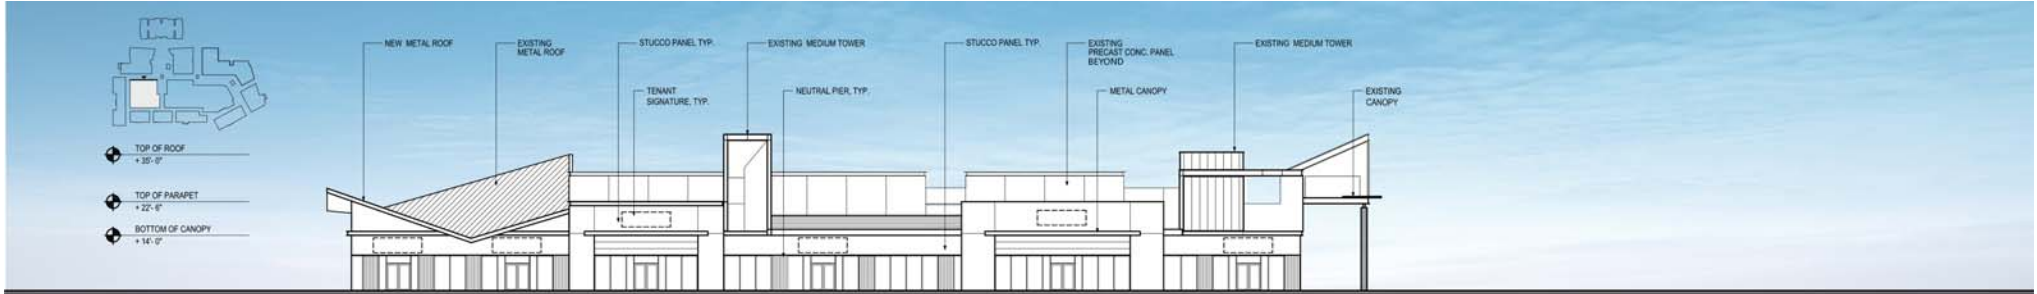 NEW METAL ROOF
EXISTING
METAL ROOF
STUCCO PANEL TYP.
EXISTING MEDIUM TOWER
STUCCO PANEL TYP.
EXISTING
PRECAST CONC. PANEL
BEYOND
EXISTING MEDIUM TOWER
TENANT
SIGNATURE, TYP.
NEUTRAL PIER, TYP.
METAL CANOPY
EXISTING
CANOPY
TOP OF ROOF
+ 35'- 0"
TOP OF PARAPET
+ 22'- 6"
BOTTOM OF CANOPY
+ 14'- 0"